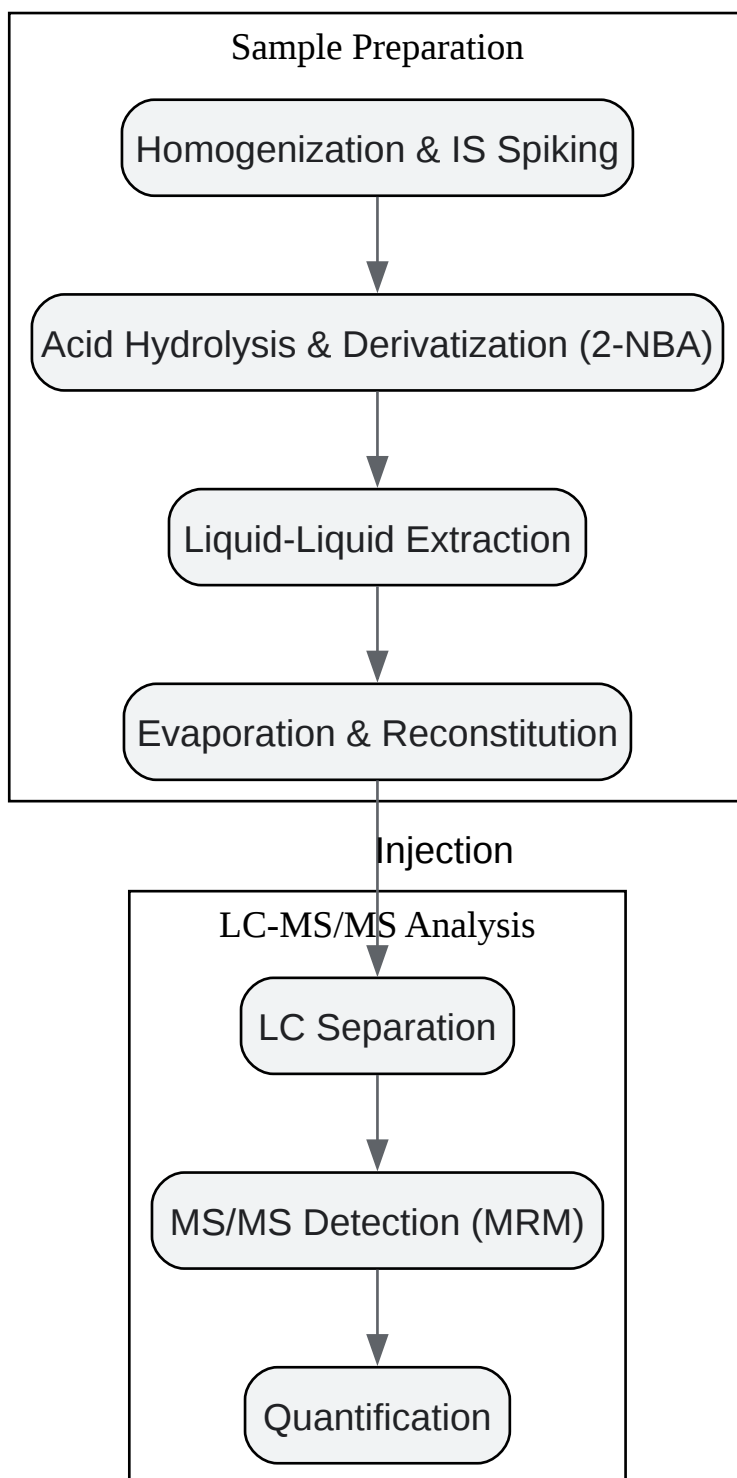 Sample Preparation
Homogenization & IS Spiking
Acid Hydrolysis & Derivatization (2-NBA)
Liquid-Liquid Extraction
Evaporation & Reconstitution
Injection
LC-MS/MS Analysis
LC Separation
MS/MS Detection (MRM)
Quantification